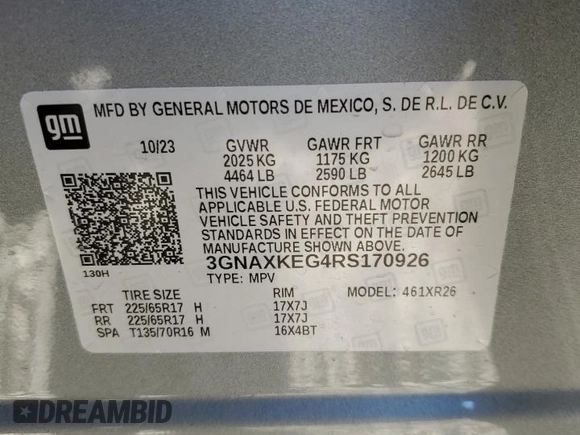 gm
MFD BY GENERAL MOTORS DE MEXICO, S. DE R.L. DE C.V.
10/23 GVWR GAWR FRT GAWR RR
2025 KG 1175 KG 1200 KG
4464 LB 2590 LB 2645 LB
THIS VEHICLE CONFORMS TO ALL
APPLICABLE U.S. FEDERAL MOTOR
VEHICLE SAFETY AND THEFT PREVENTION
STANDARDS IN EFFECT ON THE DATE OF
MANUFACTURE SHOWN ABOVE.
130H 3GNAXKEG4RS170926
TYPE: MPV
TIRE SIZE RIM MODEL: 461XR26
FRT 225/65R17 H 17X7J
RR 225/65R17 H 17X7J
SPA T135/70R16 M 16X4BT
DREAMBID